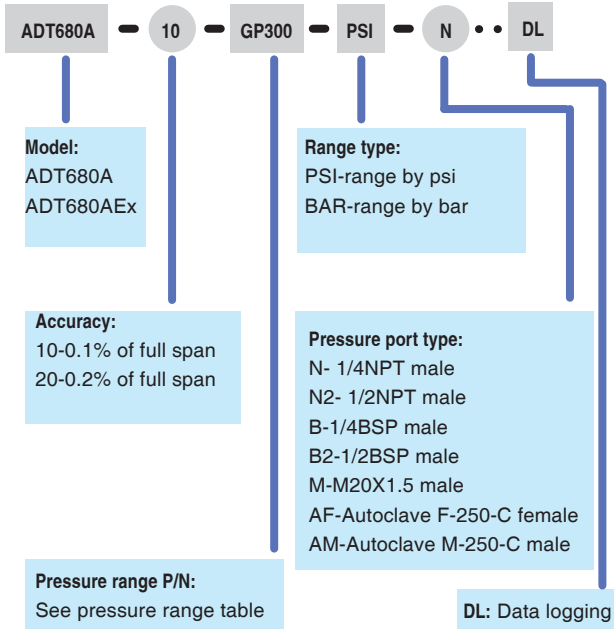 ADT680A - 10 - GP300 - PSI - N •• DL
Model:
ADT680A
ADT680AEx
Range type:
PSI-range by psi
BAR-range by bar
Accuracy:
10-0.1% of full span
20-0.2% of full span
Pressure port type:
N- 1/4NPT male
N2- 1/2NPT male
B-1/4BSP male
B2-1/2BSP male
M-M20X1.5 male
AF-Autoclave F-250-C female
AM-Autoclave M-250-C male
Pressure range P/N:
See pressure range table
DL: Data logging